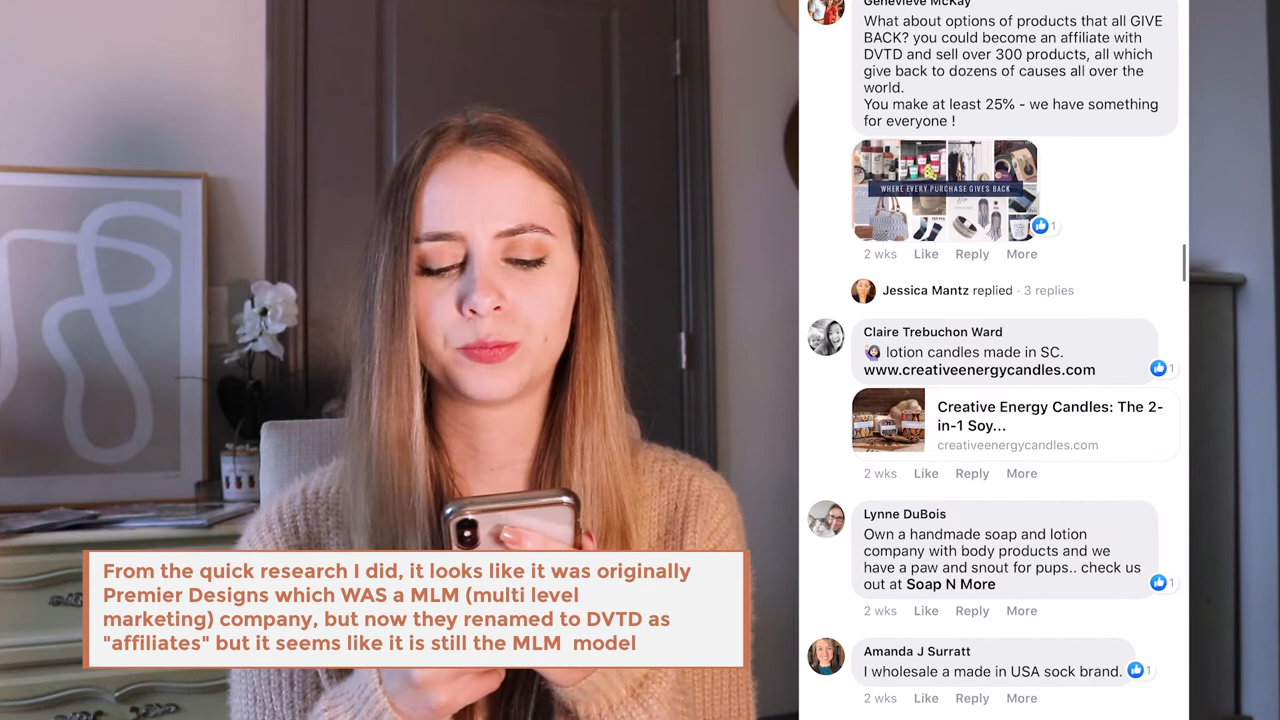 Genevieve McKay
What about options of products that all GIVE
BACK? you could become an affiliate with
DVTD and sell over 300 products, all which
give back to dozens of causes all over the
world.
You make at least 25% - we have something
for everyone !
WHERE EVERY PURCHASE GIVES BACK
1
2 wks Like Reply More
Jessica Mantz replied · 3 replies
Claire Trebuchon Ward
🙋🏻‍♀️ lotion candles made in SC.
www.creativeenergycandles.com
1
Creative Energy Candles: The 2-
in-1 Soy...
creativeenergycandles.com
2 wks Like Reply More
Lynne DuBois
Own a handmade soap and lotion
company with body products and we
have a paw and snout for pups.. check us
out at Soap N More
1
2 wks Like Reply More
Amanda J Surratt
I wholesale a made in USA sock brand.
1
2 wks Like Reply More
From the quick research I did, it looks like it was originally
Premier Designs which WAS a MLM (multi level
marketing) company, but now they renamed to DVTD as
"affiliates" but it seems like it is still the MLM model